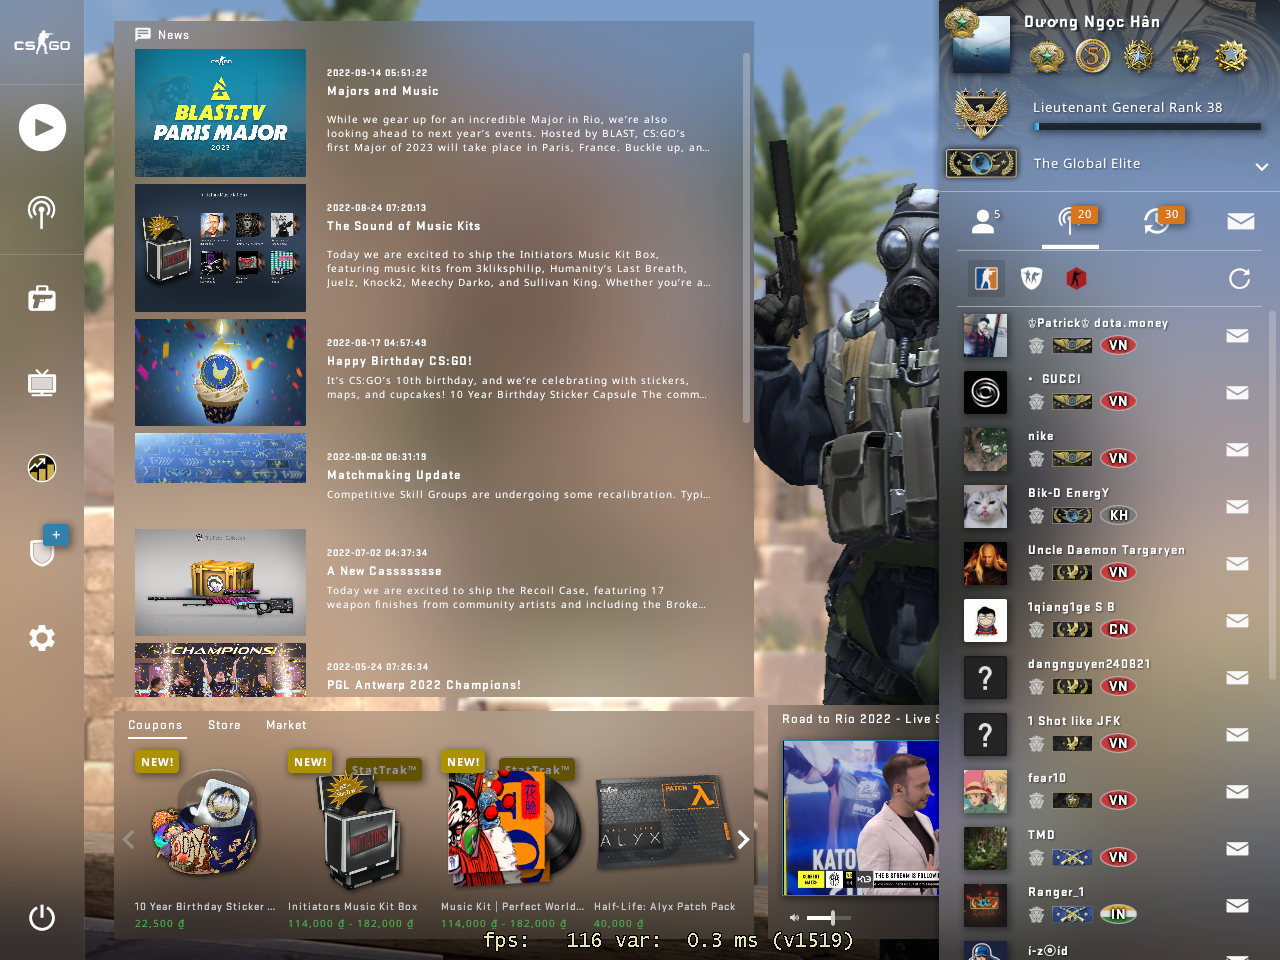 CS GO
News
BLAST.TV
PARIS MAJOR
2023
2022-09-14 05:51:22
Majors and Music
While we gear up for an incredible Major in Rio, we're also
looking ahead to next year's events. Hosted by BLAST, CS:GO's
first Major of 2023 will take place in Paris, France. Buckle up, an...
Initiators Music Kit Box
2022-08-24 07:20:13
The Sound of Music Kits
Today we are excited to ship the Initiators Music Kit Box,
featuring music kits from 3kliksphilip, Humanity's Last Breath,
Juelz, Knock2, Meechy Darko, and Sullivan King. Whether you're a...
2022-08-17 04:57:49
Happy Birthday CS:GO!
It's CS:GO's 10th birthday, and we're celebrating with stickers,
maps, and cupcakes! 10 Year Birthday Sticker Capsule The comm...
2022-08-02 06:31:19
Matchmaking Update
Competitive Skill Groups are undergoing some recalibration. Typi...
2022-07-02 04:37:34
A New Cassssssse
Today we are excited to ship the Recoil Case, featuring 17
weapon finishes from community artists and including the Broke...
CHAMPIONS!
2022-05-24 07:26:34
PGL Antwerp 2022 Champions!
Coupons Store Market
NEW!
10 Year Birthday Sticker ...
22,500 ₫
NEW!
StatTrak™
Initiators Music Kit Box
114,000 ₫ - 182,000 ₫
NEW!
StatTrak™
Music Kit | Perfect World...
114,000 ₫ - 182,000 ₫
PATCH
ALYX
Half-Life: Alyx Patch Pack
40,000 ₫
Road to Rio 2022 - Live S
KATO
CURRENT MATCH
THE B STREAM IS FOLLOWI
fps: 116 var: 0.3 ms (v1519)
Dương Ngọc Hân
5
Lieutenant General Rank 38
The Global Elite
5
20
30
♔Patrick♔ dota.money
VN
• GUCCI
VN
nike
VN
Bik-D EnergY
KH
Uncle Daemon Targaryen
VN
1qiang1ge S B
CN
dangnguyen240821
VN
1 Shot like JFK
VN
fear10
VN
TMD
VN
Ranger_1
IN
í-z⦿íd